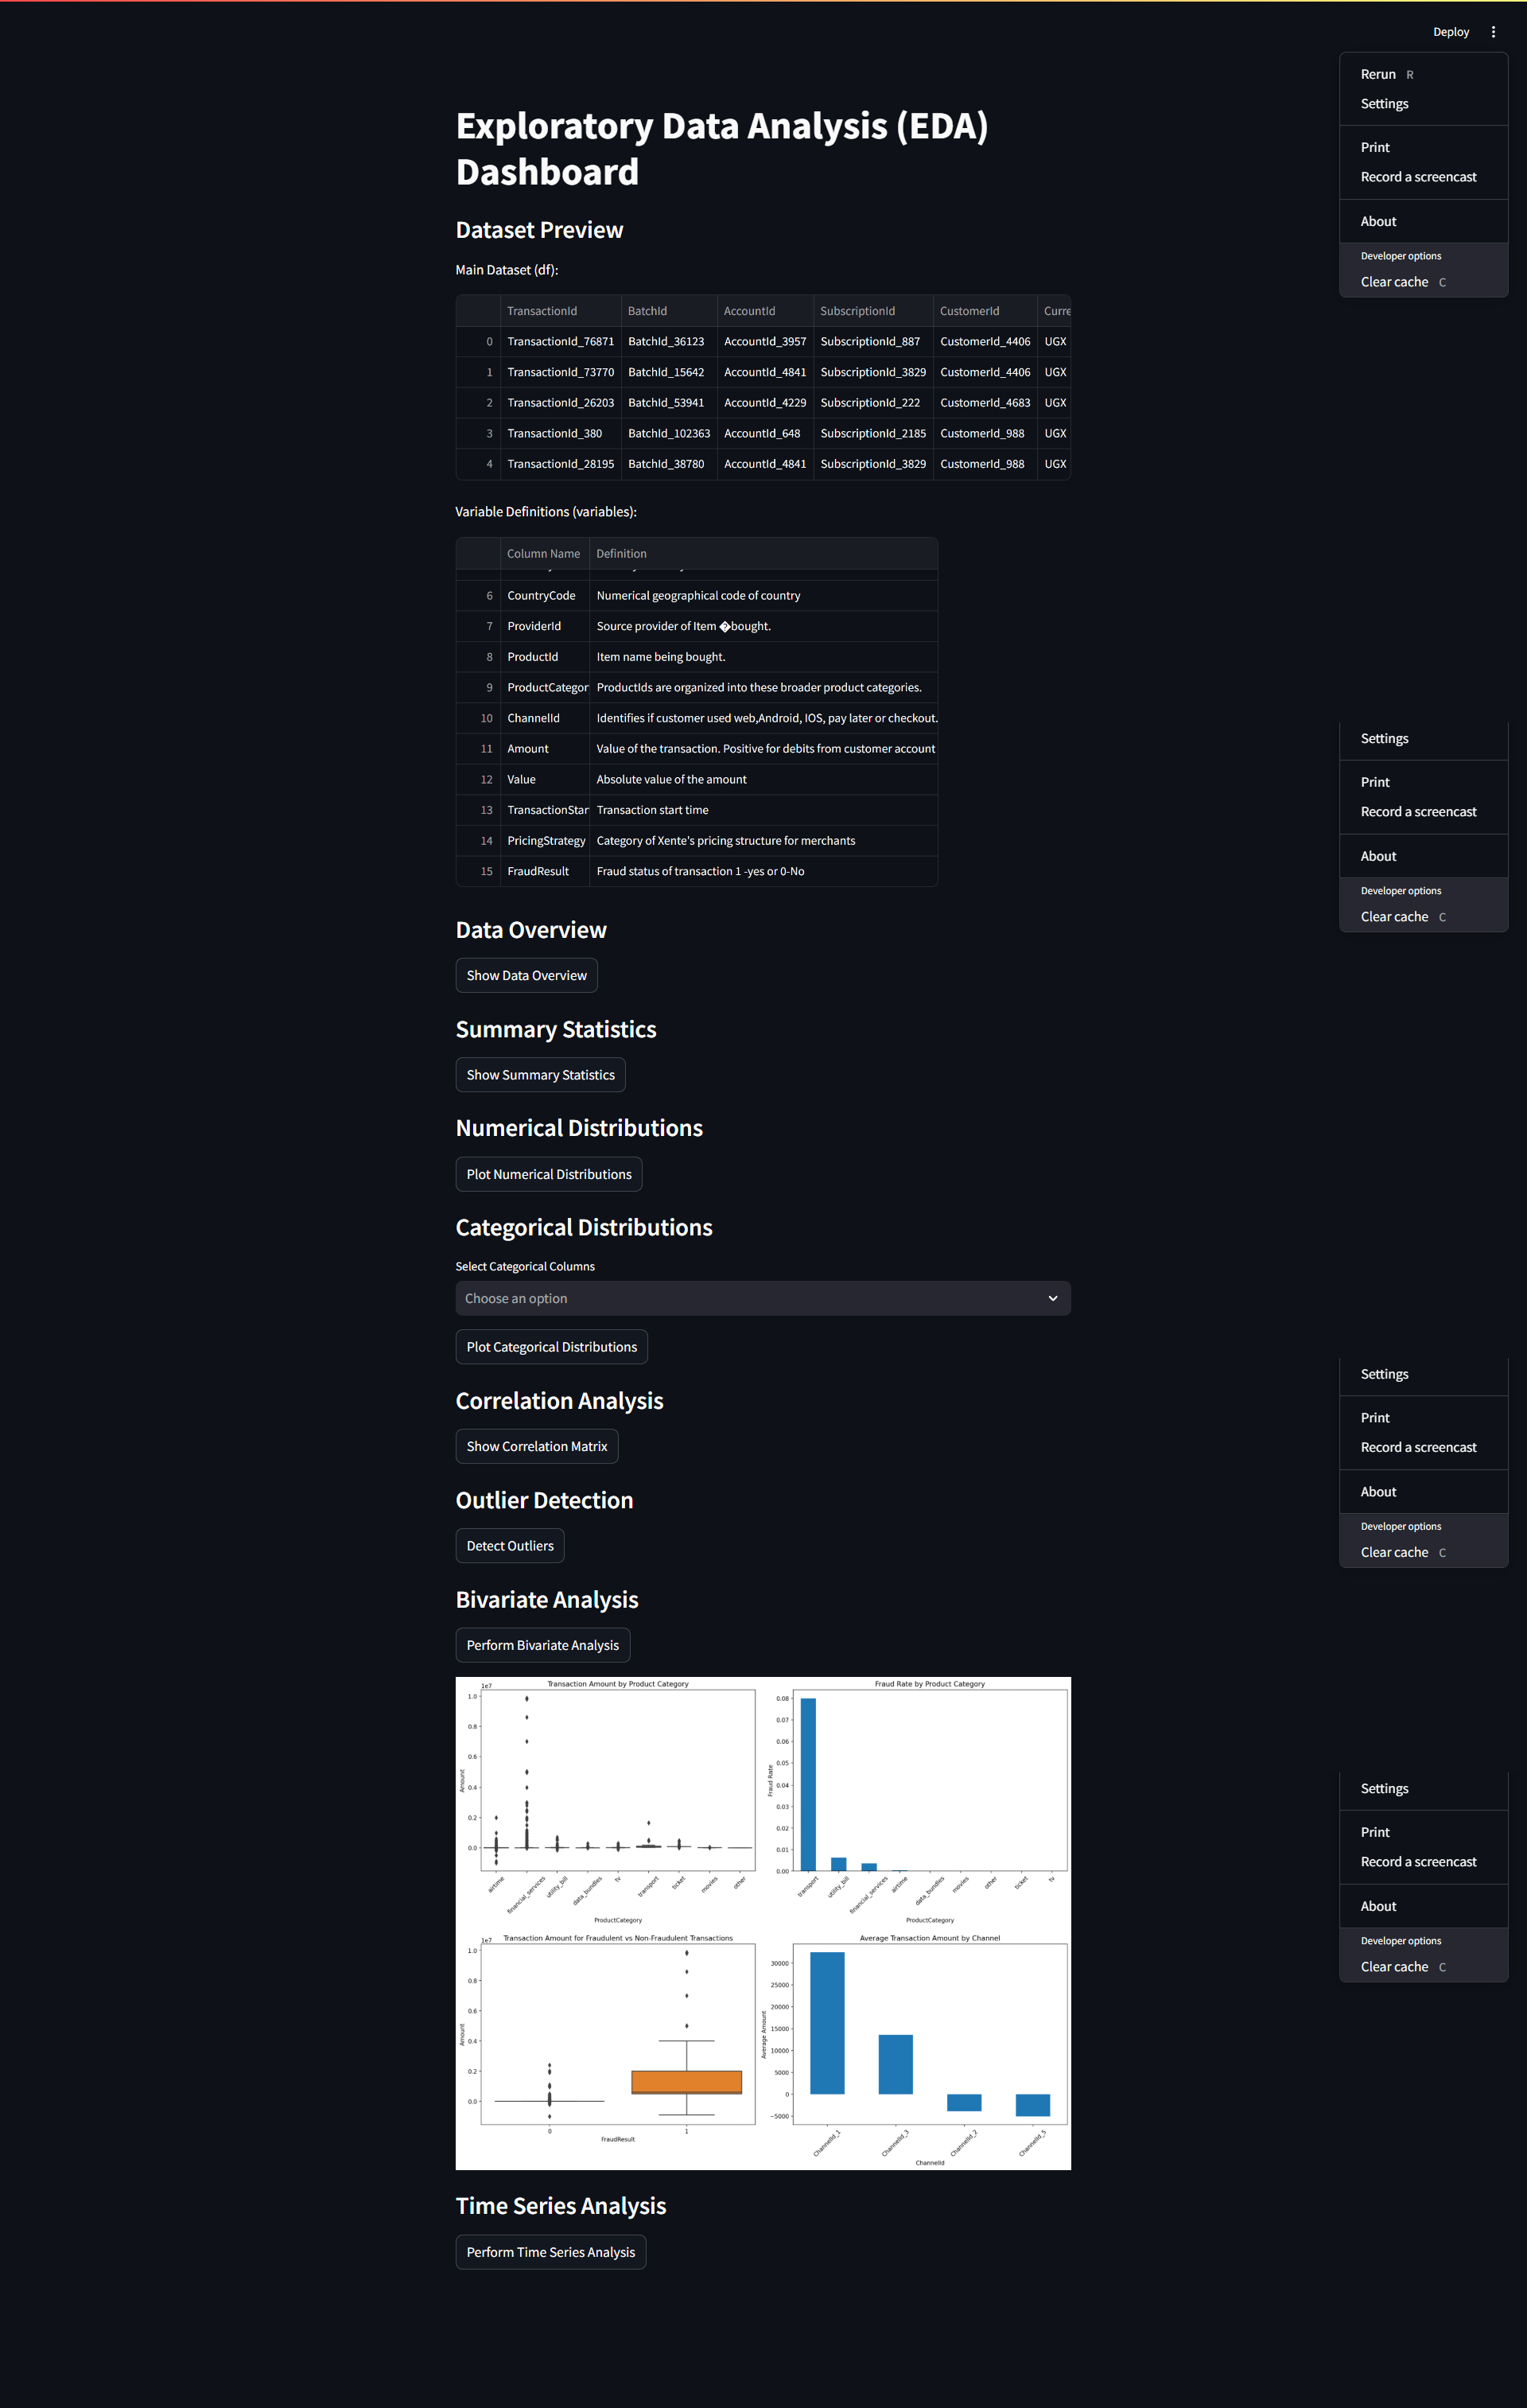 Deploy
Rerun R
Settings
Print
Record a screencast
About
Developer options
Clear cache C
Exploratory Data Analysis (EDA)
Dashboard
Dataset Preview
Main Dataset (df):
TransactionId BatchId AccountId SubscriptionId CustomerId Curre
0 TransactionId_76871 BatchId_36123 AccountId_3957 SubscriptionId_887 CustomerId_4406 UGX
1 TransactionId_73770 BatchId_15642 AccountId_4841 SubscriptionId_3829 CustomerId_4406 UGX
2 TransactionId_26203 BatchId_53941 AccountId_4229 SubscriptionId_222 CustomerId_4683 UGX
3 TransactionId_380 BatchId_102363 AccountId_648 SubscriptionId_2185 CustomerId_988 UGX
4 TransactionId_28195 BatchId_38780 AccountId_4841 SubscriptionId_3829 CustomerId_988 UGX
Variable Definitions (variables):
Column Name Definition
6 CountryCode Numerical geographical code of country
7 ProviderId Source provider of Item �bought.
8 ProductId Item name being bought.
9 ProductCategor ProductIds are organized into these broader product categories.
10 ChannelId Identifies if customer used web,Android, IOS, pay later or checkout.
11 Amount Value of the transaction. Positive for debits from customer account
12 Value Absolute value of the amount
13 TransactionStar Transaction start time
14 PricingStrategy Category of Xente's pricing structure for merchants
15 FraudResult Fraud status of transaction 1 -yes or 0-No
Settings
Print
Record a screencast
About
Developer options
Clear cache C
Data Overview
Show Data Overview
Summary Statistics
Show Summary Statistics
Numerical Distributions
Plot Numerical Distributions
Categorical Distributions
Select Categorical Columns
Choose an option
Plot Categorical Distributions
Settings
Print
Record a screencast
About
Developer options
Clear cache C
Correlation Analysis
Show Correlation Matrix
Outlier Detection
Detect Outliers
Bivariate Analysis
Perform Bivariate Analysis
Transaction Amount by Product Category
1e7
1.0
0.8
0.6
0.4
0.2
0.0
Amount
airtime
financial_services
utility_bill
data_bundles
tv
transport
ticket
movies
other
ProductCategory
Fraud Rate by Product Category
0.08
0.07
0.06
0.05
0.04
0.03
0.02
0.01
0.00
Fraud Rate
transport
utility_bill
financial_services
airtime
data_bundles
movies
other
ticket
tv
ProductCategory
Transaction Amount for Fraudulent vs Non-Fraudulent Transactions
1e7
1.0
0.8
0.6
0.4
0.2
0.0
Amount
0 1
FraudResult
Average Transaction Amount by Channel
30000
25000
20000
15000
10000
5000
0
−5000
Average Amount
ChannelId_1
ChannelId_3
ChannelId_2
ChannelId_5
ChannelId
Settings
Print
Record a screencast
About
Developer options
Clear cache C
Time Series Analysis
Perform Time Series Analysis